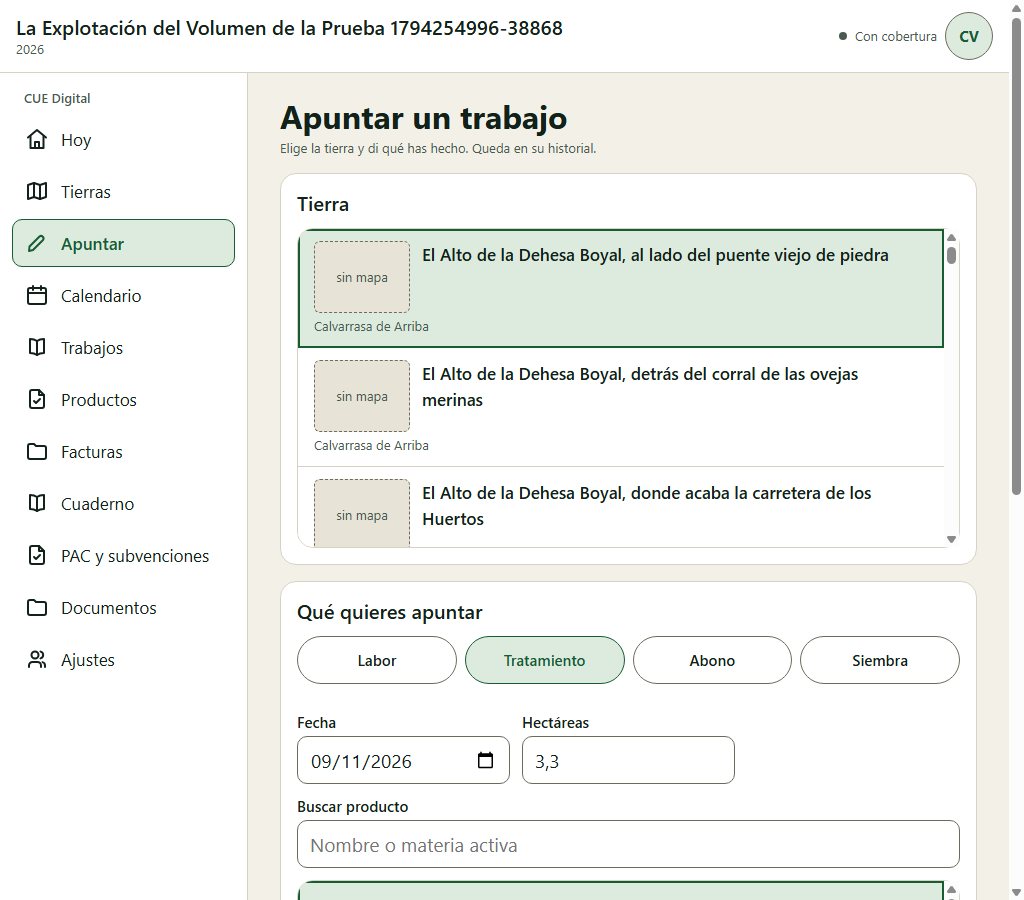 La Explotación del Volumen de la Prueba 1794254996-38868
2026
Con cobertura
CV
CUE Digital
Hoy
Tierras
Apuntar
Calendario
Trabajos
Productos
Facturas
Cuaderno
PAC y subvenciones
Documentos
Ajustes
Apuntar un trabajo
Elige la tierra y di qué has hecho. Queda en su historial.
Tierra
sin mapa
El Alto de la Dehesa Boyal, al lado del puente viejo de piedra
Calvarrasa de Arriba
sin mapa
El Alto de la Dehesa Boyal, detrás del corral de las ovejas
merinas
Calvarrasa de Arriba
sin mapa
El Alto de la Dehesa Boyal, donde acaba la carretera de los
Huertos
Qué quieres apuntar
Labor
Tratamiento
Abono
Siembra
Fecha
Hectáreas
09/11/2026
3,3
Buscar producto
Nombre o materia activa